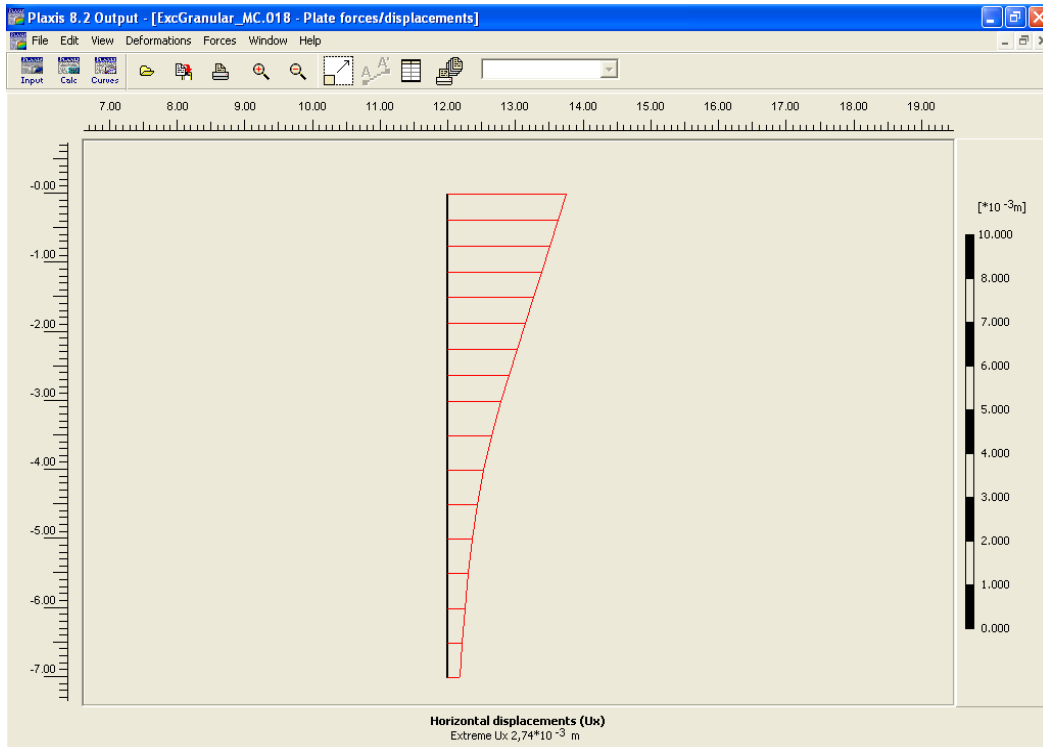 Plaxis 8.2 Output - [ExcGranular_MC.018 - Plate forces/displacements]
File Edit View Deformations Forces Window Help
Input Calc Curves
7.00 8.00 9.00 10.00 11.00 12.00 13.00 14.00 15.00 16.00 17.00 18.00 19.00
-0.00
-1.00
-2.00
-3.00
-4.00
-5.00
-6.00
-7.00
[*10 -3m]
10.000
8.000
7.000
6.000
5.000
4.000
3.000
2.000
1.000
0.000
Horizontal displacements (Ux)
Extreme Ux 2,74*10 -3 m